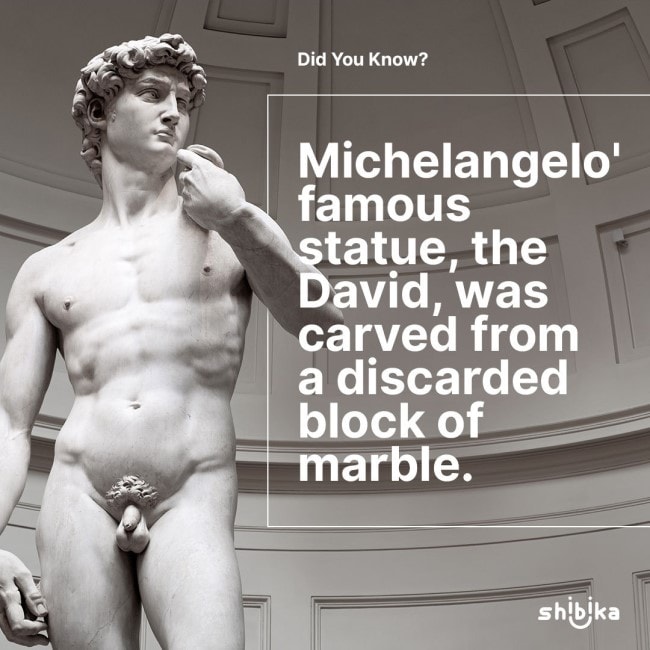 Did You Know?
Michelangelo'
famous
statue, the
David, was
carved from
a discarded
block of
marble.
shibika